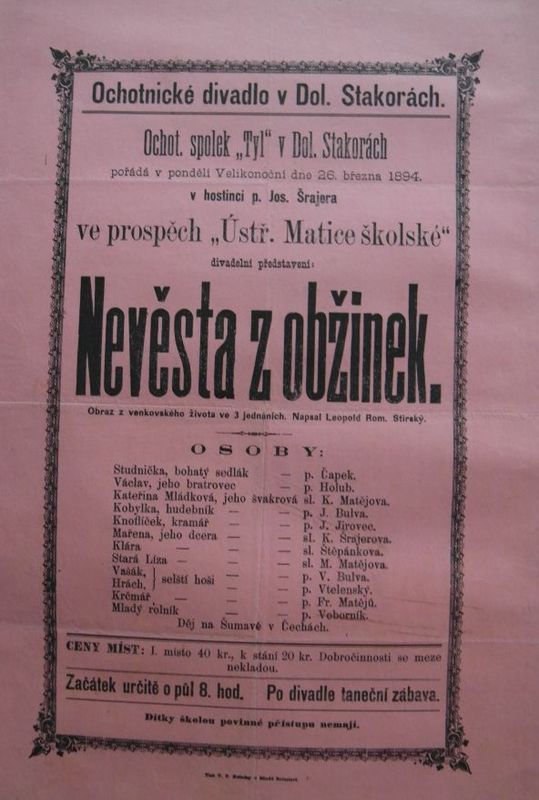 Ochotnické divadlo v Dol. Stakorách.
Ochot. spolek „Tyl“ v Dol. Stakorách
pořádá v pondělí Velikonoční dne 26. března 1894.
v hostinci p. Jos. Šrajera
ve prospěch „Ústř. Matice školské“
divadelní představení:
Nevěsta z obžinek.
Obraz z venkovského života ve 3 jednáních. Napsal Leopold Rom. Stirský.
OSOBY:
Studnička, bohatý sedlák — p. Čapek.
Václav, jeho bratrovec — p. Holub.
Kateřina Mládková, jeho švakrová sl. K. Matějova.
Kobylka, hudebník — — p. J. Bulva.
Knoflíček, kramář — — p. J. Jirovec.
Mařena, jeho dcera — — sl. K. Šrajerova.
Klára — — — sl. Štěpánkova.
Stará Líza — — — sl. M. Matějova.
Vašák, } selští hoši — — p. V. Bulva.
Hrách, — — p. Vtelenský.
Krčmář — — — p. Fr. Matějů.
Mladý rolník — — p. Voborník.
Děj na Šumavě v Čechách.
CENY MÍST: I. místo 40 kr., k stání 20 kr. Dobročinnosti se meze
nekladou.
Začátek určitě o půl 8. hod. Po divadle taneční zábava.
Dítky školou povinné přístupu nemají.